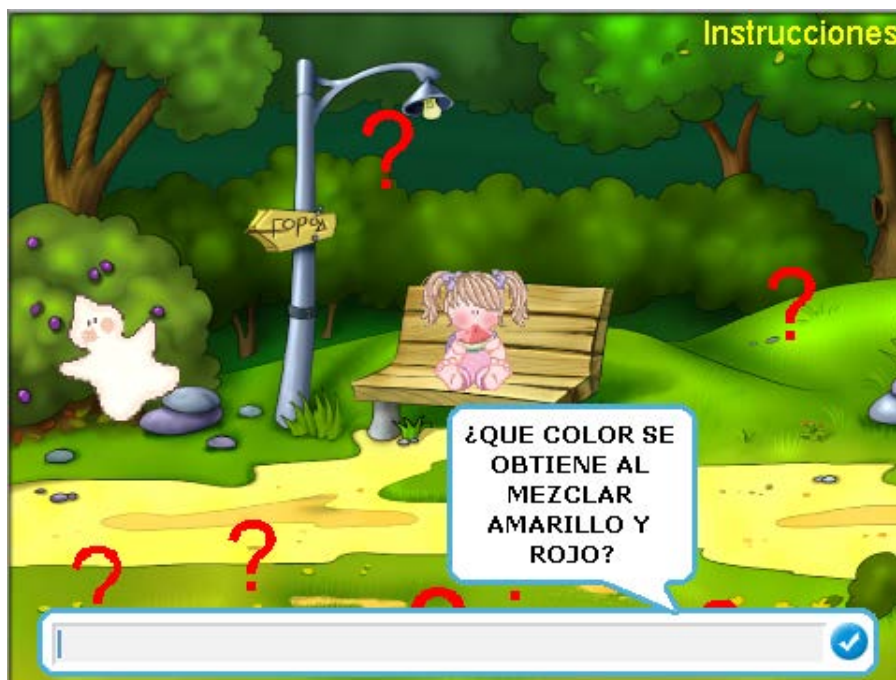 Instrucciones
¿QUE COLOR SE
OBTIENE AL
MEZCLAR
AMARILLO Y
ROJO?